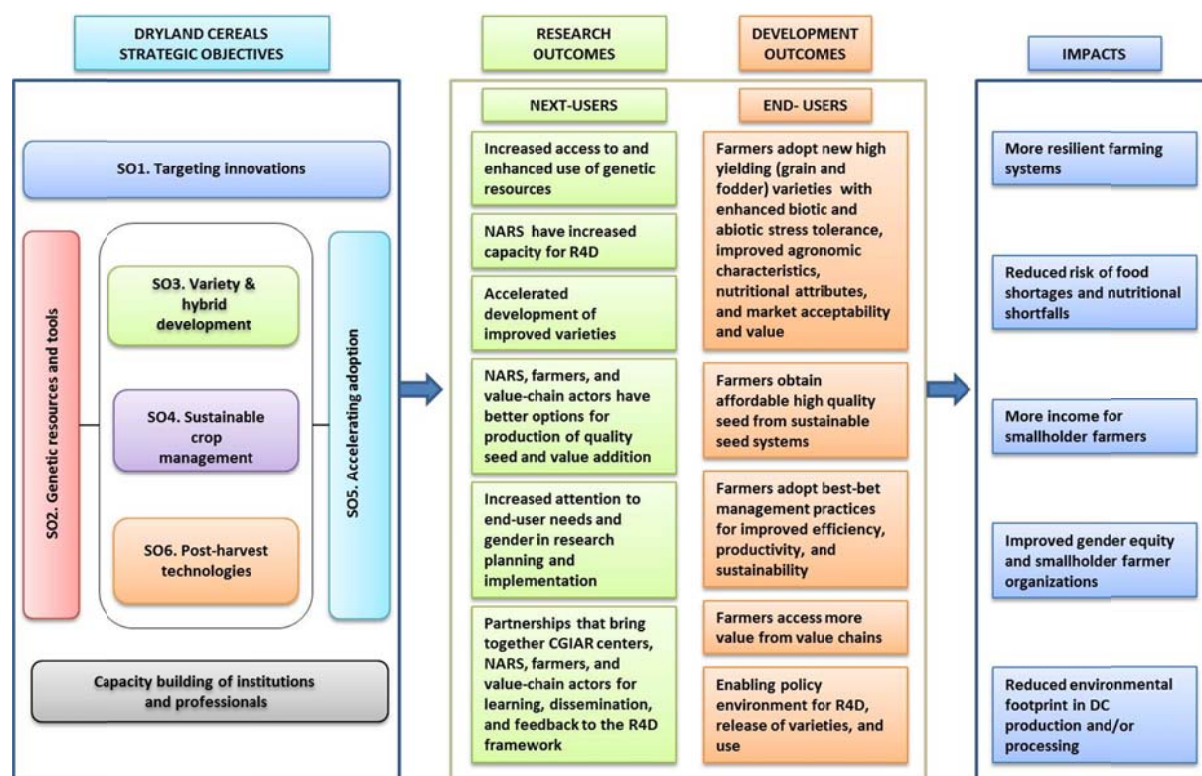 DRYLAND CEREALS
STRATEGIC OBJECTIVES
SO1. Targeting innovations
SO2. Genetic resources and tools
SO3. Variety &
hybrid
development
SO4. Sustainable
crop
management
SO6. Post-harvest
technologies
SO5. Accelerating adoption
Capacity building of institutions
and professionals
RESEARCH
OUTCOMES
NEXT-USERS
Increased access to and
enhanced use of genetic
resources
NARS have increased
capacity for R4D
Accelerated
development of
improved varieties
NARS, farmers, and
value-chain actors have
better options for
production of quality
seed and value addition
Increased attention to
end-user needs and
gender in research
planning and
implementation
Partnerships that bring
together CGIAR centers,
NARS, farmers, and
value-chain actors for
learning, dissemination,
and feedback to the R4D
framework
DEVELOPMENT
OUTCOMES
END- USERS
Farmers adopt new high
yielding (grain and
fodder) varieties with
enhanced biotic and
abiotic stress tolerance,
improved agronomic
characteristics,
nutritional attributes,
and market acceptability
and value
Farmers obtain
affordable high quality
seed from sustainable
seed systems
Farmers adopt best-bet
management practices
for improved efficiency,
productivity, and
sustainability
Farmers access more
value from value chains
Enabling policy
environment for R4D,
release of varieties, and
use
IMPACTS
More resilient farming
systems
Reduced risk of food
shortages and nutritional
shortfalls
More income for
smallholder farmers
Improved gender equity
and smallholder farmer
organizations
Reduced environmental
footprint in DC
production and/or
processing